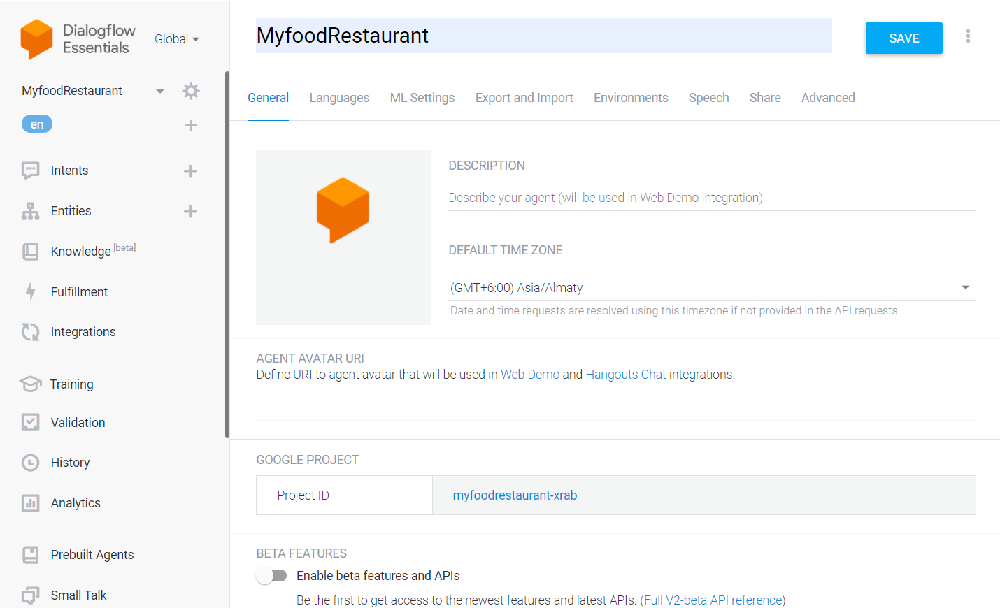 Dialogflow
Essentials
Global
MyfoodRestaurant
SAVE
MyfoodRestaurant
en
Intents
Entities
Knowledge [beta]
Fulfillment
Integrations
Training
Validation
History
Analytics
Prebuilt Agents
Small Talk
General Languages ML Settings Export and Import Environments Speech Share Advanced
DESCRIPTION
Describe your agent (will be used in Web Demo integration)
DEFAULT TIME ZONE
(GMT+6:00) Asia/Almaty
Date and time requests are resolved using this timezone if not provided in the API requests.
AGENT AVATAR URI
Define URI to agent avatar that will be used in Web Demo and Hangouts Chat integrations.
GOOGLE PROJECT
Project ID myfoodrestaurant-xrab
BETA FEATURES
Enable beta features and APIs
Be the first to get access to the newest features and latest APIs. (Full V2-beta API reference)